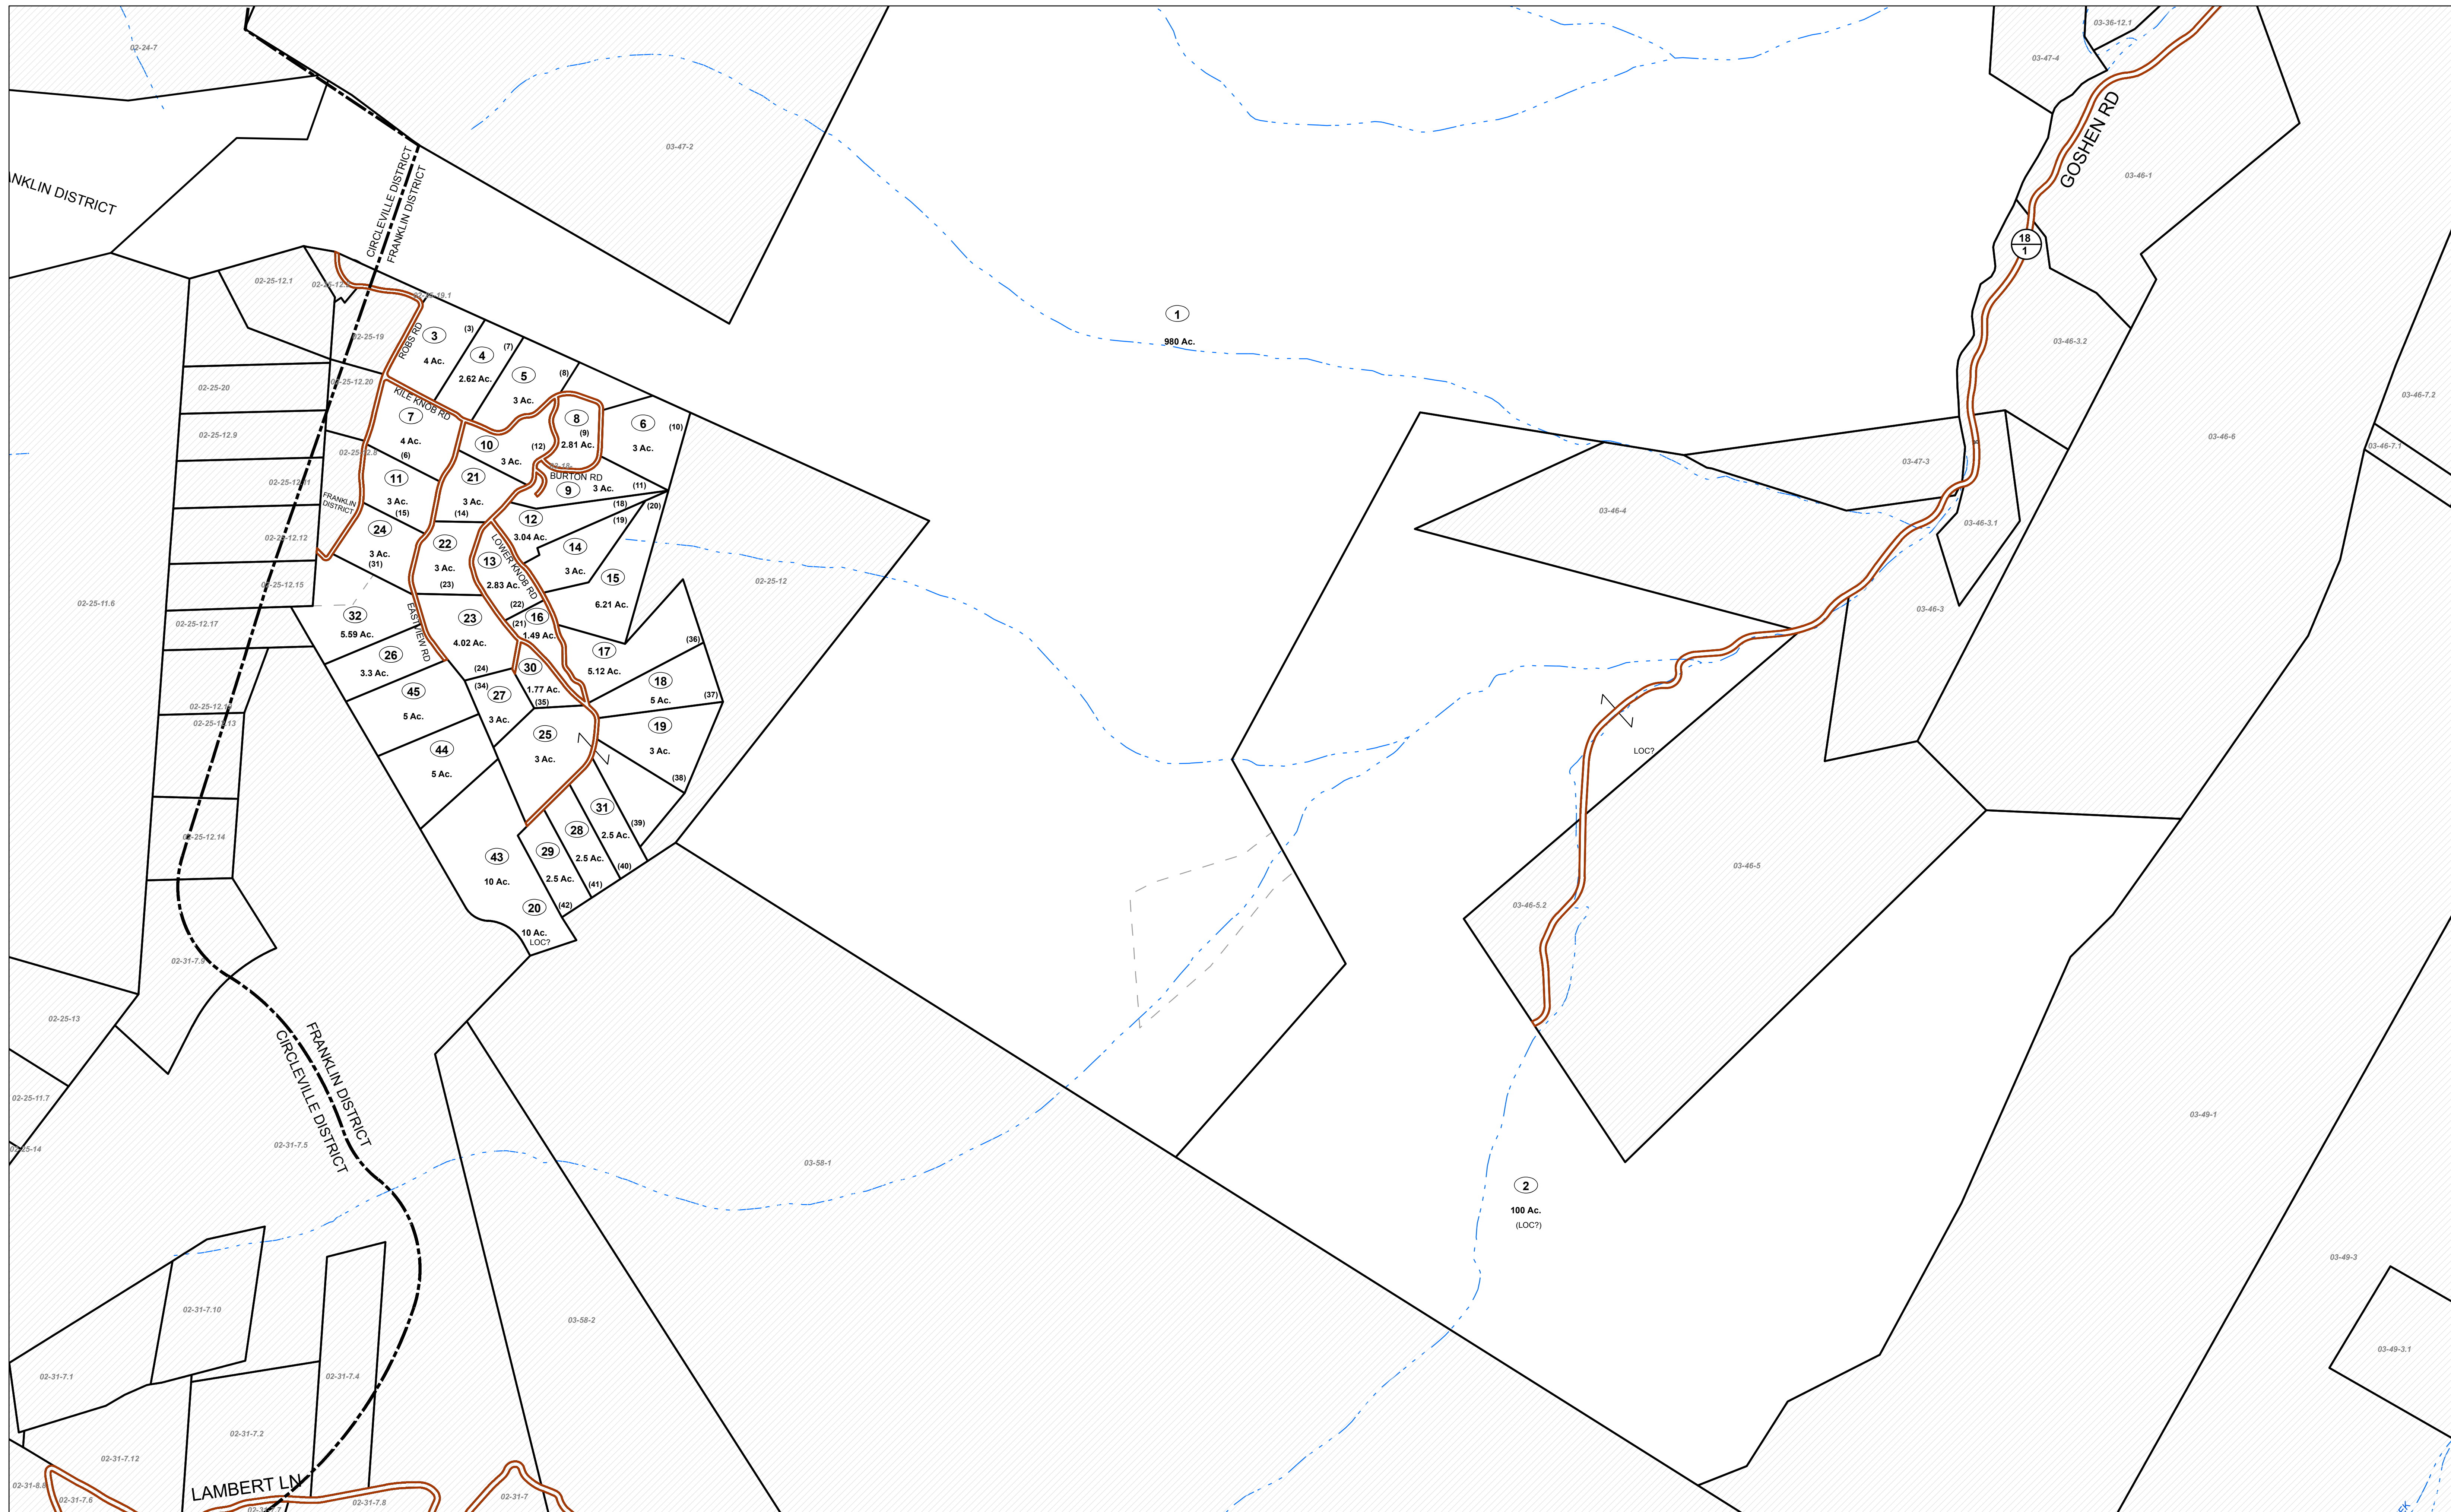 02-24-7
03-36-12.1
03-47-4
GOSHEN RD
03-47-2
03-46-1
ANKLIN DISTRICT
CIRCLEVILLE DISTRICT
FRANKLIN DISTRICT
18
1
02-25-12.1
02-25-19
ROBS RD
3
(3)
4 Ac.
4
(7)
2.62 Ac.
5
(8)
3 Ac.
1
980 Ac.
03-46-3.2
03-46-7.2
02-25-20
02-25-12.20
KILE KNOB RD
7
4 Ac.
(6)
8
(9)
2.81 Ac.
6
(10)
3 Ac.
02-25-12.9
02-25-12.8
10
(12)
3 Ac.
BURTON RD
9
3 Ac.
(11)
03-46-6
03-46-7.1
03-47-3
11
3 Ac.
(15)
21
3 Ac.
(14)
FRANKLIN
DISTRICT
12
(18)
3.04 Ac.
(19)
(20)
03-46-4
03-46-3.1
02-25-12.12
24
3 Ac.
(31)
22
3 Ac.
(23)
13
2.83 Ac.
(22)
LOWER KNOB RD
14
3 Ac.
15
6.21 Ac.
02-25-12
02-25-12.15
02-25-11.6
02-25-12.17
32
5.59 Ac.
EASTVIEW RD
23
4.02 Ac.
(24)
(21)
16
1.49 Ac.
03-46-3
26
3.3 Ac.
30
1.77 Ac.
(35)
17
5.12 Ac.
(36)
45
5 Ac.
(34)
27
3 Ac.
18
5 Ac.
(37)
19
3 Ac.
(38)
44
5 Ac.
25
3 Ac.
LOC?
02-25-12.14
31
2.5 Ac.
(39)
28
2.5 Ac.
(40)
29
2.5 Ac.
(41)
43
10 Ac.
20
(42)
10 Ac.
LOC?
03-46-5
03-46-5.2
02-31-7.9
02-25-13
FRANKLIN DISTRICT
CIRCLEVILLE DISTRICT
02-25-11.7
02-31-7.5
03-58-1
03-49-1
2
100 Ac.
(LOC?)
03-49-3
02-31-7.10
03-58-2
02-31-7.1
02-31-7.4
03-49-3.1
02-31-7.2
02-31-7.12
LAMBERT LN
02-31-8.8
02-31-7.6
02-31-7.8
02-31-7